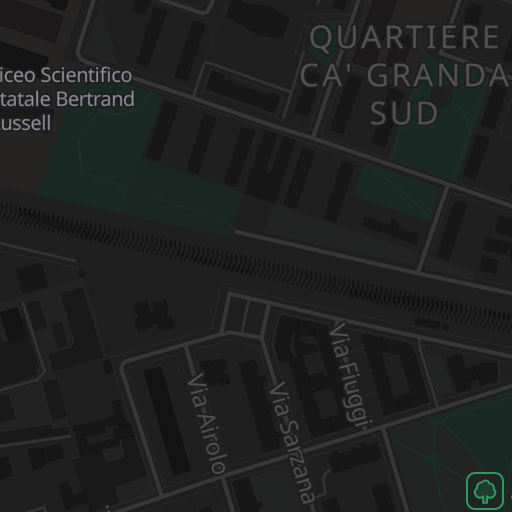 QUARTIERE
CA' GRANDA
SUD
iceo Scientifico
tatale Bertrand
ussell
Via Fiuggi
Via Airolo
Via Sarzana